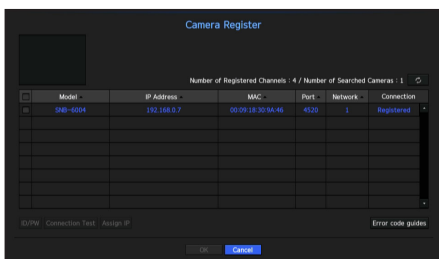 Camera Register
Number of Registered Channels : 4 / Number of Searched Cameras : 1
Model IP Address MAC Port Network Connection
SNB-6004 192.168.0.7 00:09:18:30:9A:46 4520 1 Registered
ID/PW Connection Test Assign IP Error code guides
OK Cancel